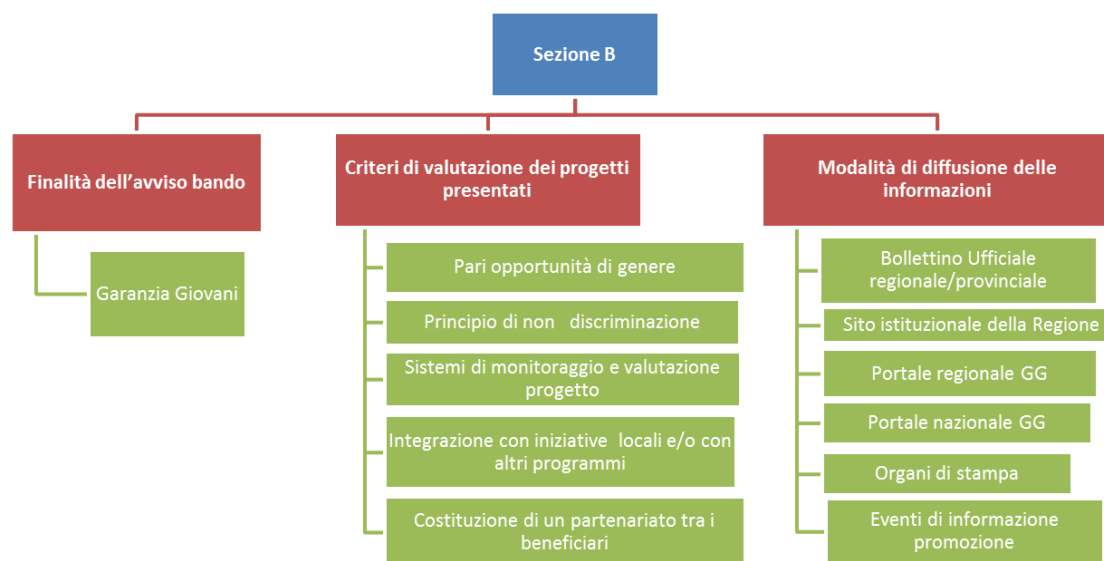 Sezione B
Finalità dell'avviso bando
Garanzia Giovani
Criteri di valutazione dei progetti
presentati
Pari opportunità di genere
Principio di non discriminazione
Sistemi di monitoraggio e valutazione
progetto
Integrazione con iniziative locali e/o con
altri programmi
Costituzione di un partenariato tra i
beneficiari
Modalità di diffusione delle
informazioni
Bollettino Ufficiale
regionale/provinciale
Sito istituzionale della Regione
Portale regionale GG
Portale nazionale GG
Organi di stampa
Eventi di informazione
promozione